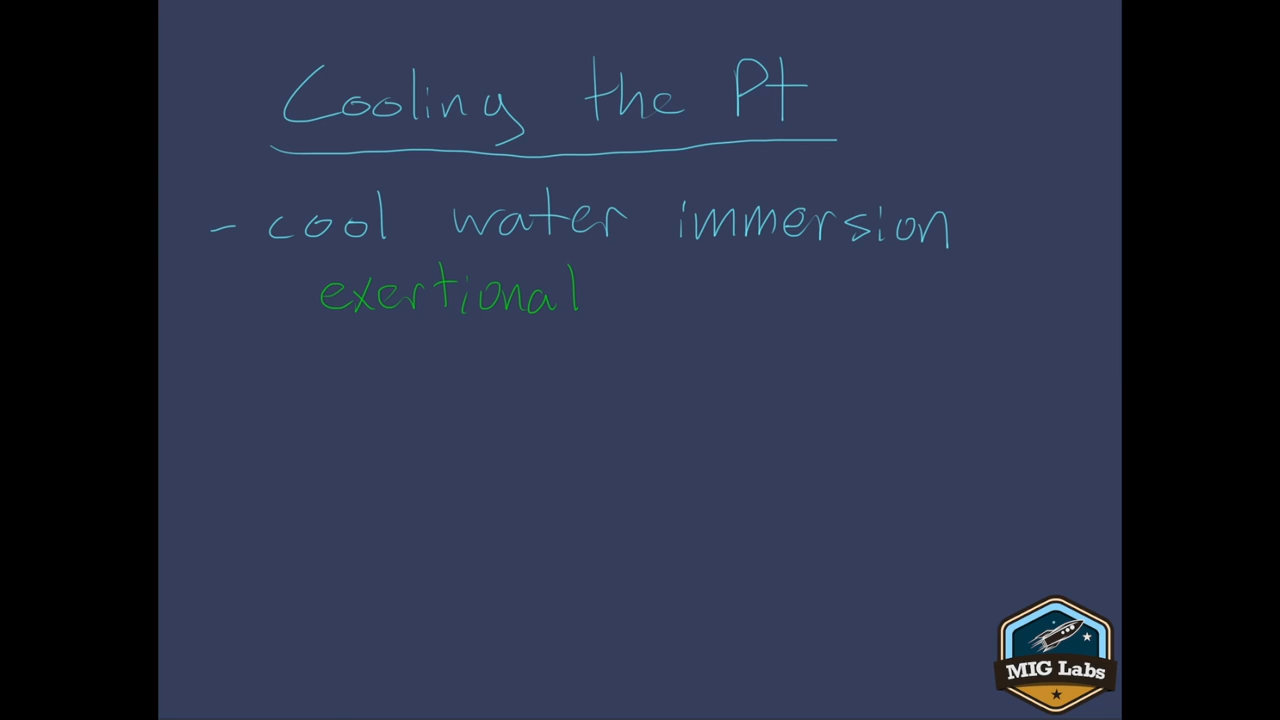 Cooling the Pt
- cool water immersion
exertional
MIG Labs